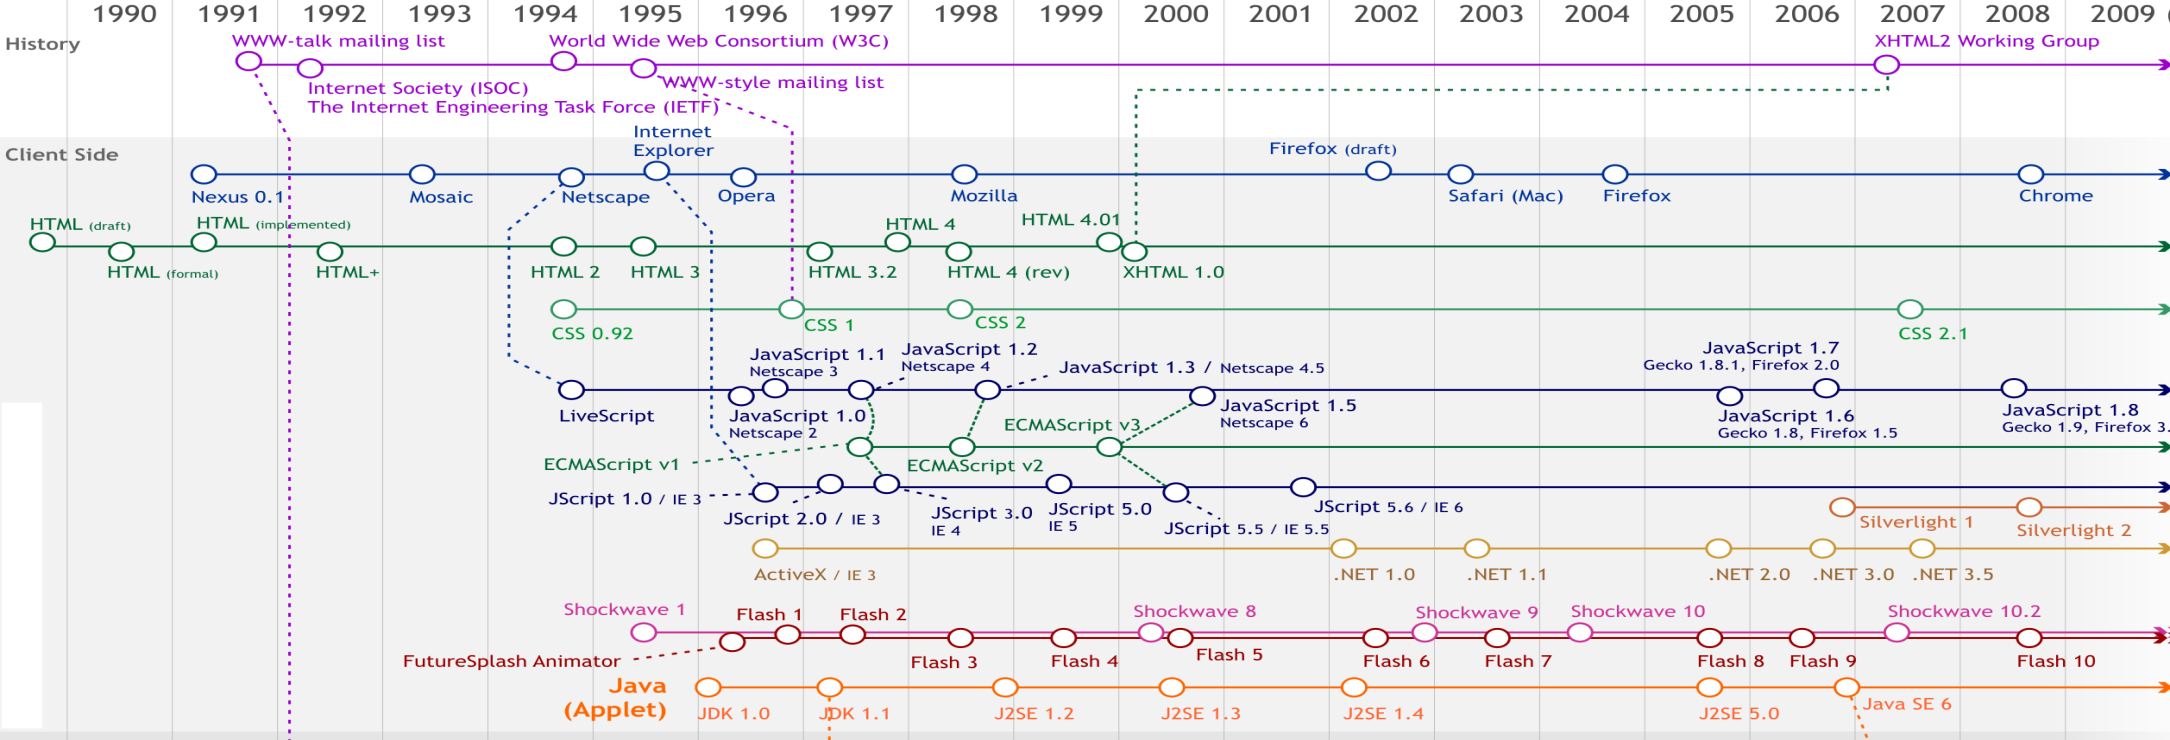 1990 1991 1992 1993 1994 1995 1996 1997 1998 1999 2000 2001 2002 2003 2004 2005 2006 2007 2008 2009
History
WWW-talk mailing list
World Wide Web Consortium (W3C)
XHTML2 Working Group
Internet Society (ISOC)
The Internet Engineering Task Force (IETF)
WWW-style mailing list
Client Side
Internet
Explorer
Firefox (draft)
Nexus 0.1
Mosaic
Netscape
Opera
Mozilla
Safari (Mac)
Firefox
Chrome
HTML (draft)
HTML (implemented)
HTML 4
HTML 4.01
HTML (formal)
HTML+
HTML 2
HTML 3
HTML 3.2
HTML 4 (rev)
XHTML 1.0
CSS 0.92
CSS 1
CSS 2
CSS 2.1
JavaScript 1.1
Netscape 3
JavaScript 1.2
Netscape 4
JavaScript 1.3 / Netscape 4.5
JavaScript 1.7
Gecko 1.8.1, Firefox 2.0
LiveScript
JavaScript 1.0
Netscape 2
JavaScript 1.5
Netscape 6
JavaScript 1.6
Gecko 1.8, Firefox 1.5
JavaScript 1.8
Gecko 1.9, Firefox 3.
ECMAScript v3
ECMAScript v1
ECMAScript v2
JScript 1.0 / IE 3
JScript 2.0 / IE 3
JScript 3.0
IE 4
JScript 5.0
IE 5
JScript 5.5 / IE 5.5
JScript 5.6 / IE 6
Silverlight 1
Silverlight 2
ActiveX / IE 3
.NET 1.0
.NET 1.1
.NET 2.0
.NET 3.0
.NET 3.5
Shockwave 1
Flash 1
Flash 2
Shockwave 8
Shockwave 9
Shockwave 10
Shockwave 10.2
FutureSplash Animator
Flash 3
Flash 4
Flash 5
Flash 6
Flash 7
Flash 8
Flash 9
Flash 10
Java
(Applet)
JDK 1.0
JDK 1.1
J2SE 1.2
J2SE 1.3
J2SE 1.4
J2SE 5.0
Java SE 6